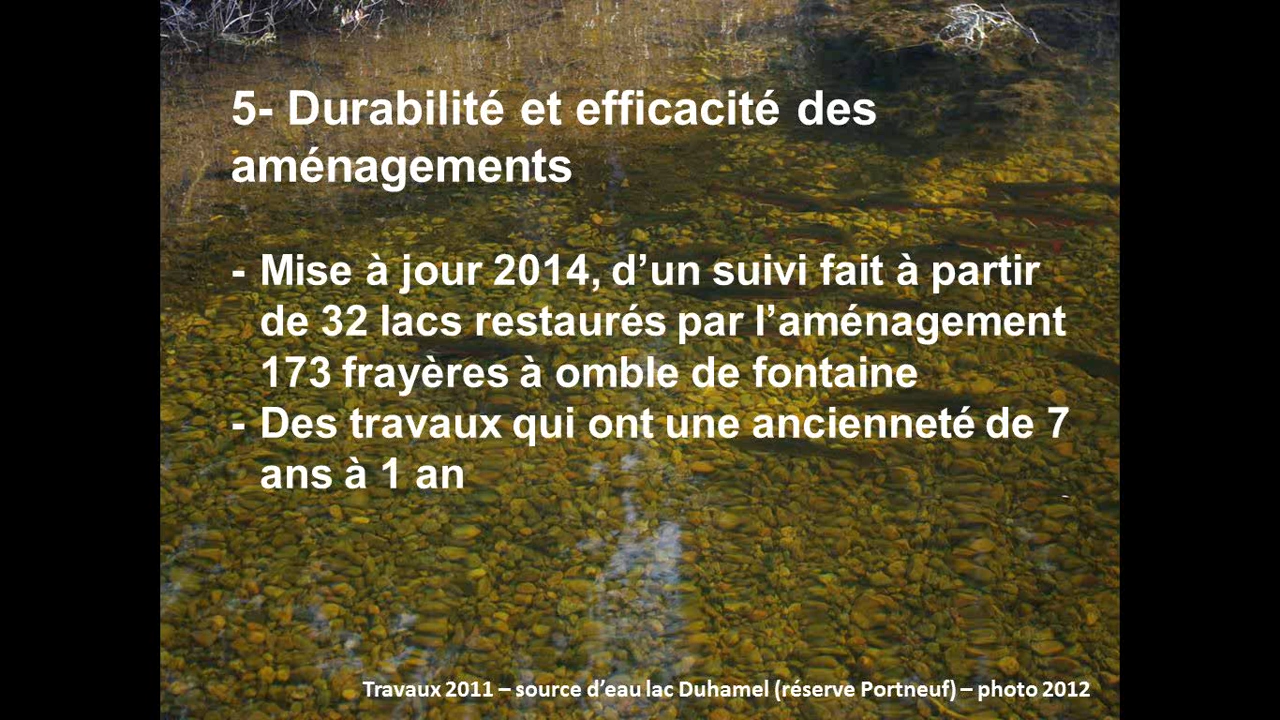 5- Durabilité et efficacité des
aménagements
- Mise à jour 2014, d’un suivi fait à partir
de 32 lacs restaurés par l’aménagement
173 frayères à omble de fontaine
- Des travaux qui ont une ancienneté de 7
ans à 1 an
Travaux 2011 – source d’eau lac Duhamel (réserve Portneuf) – photo 2012